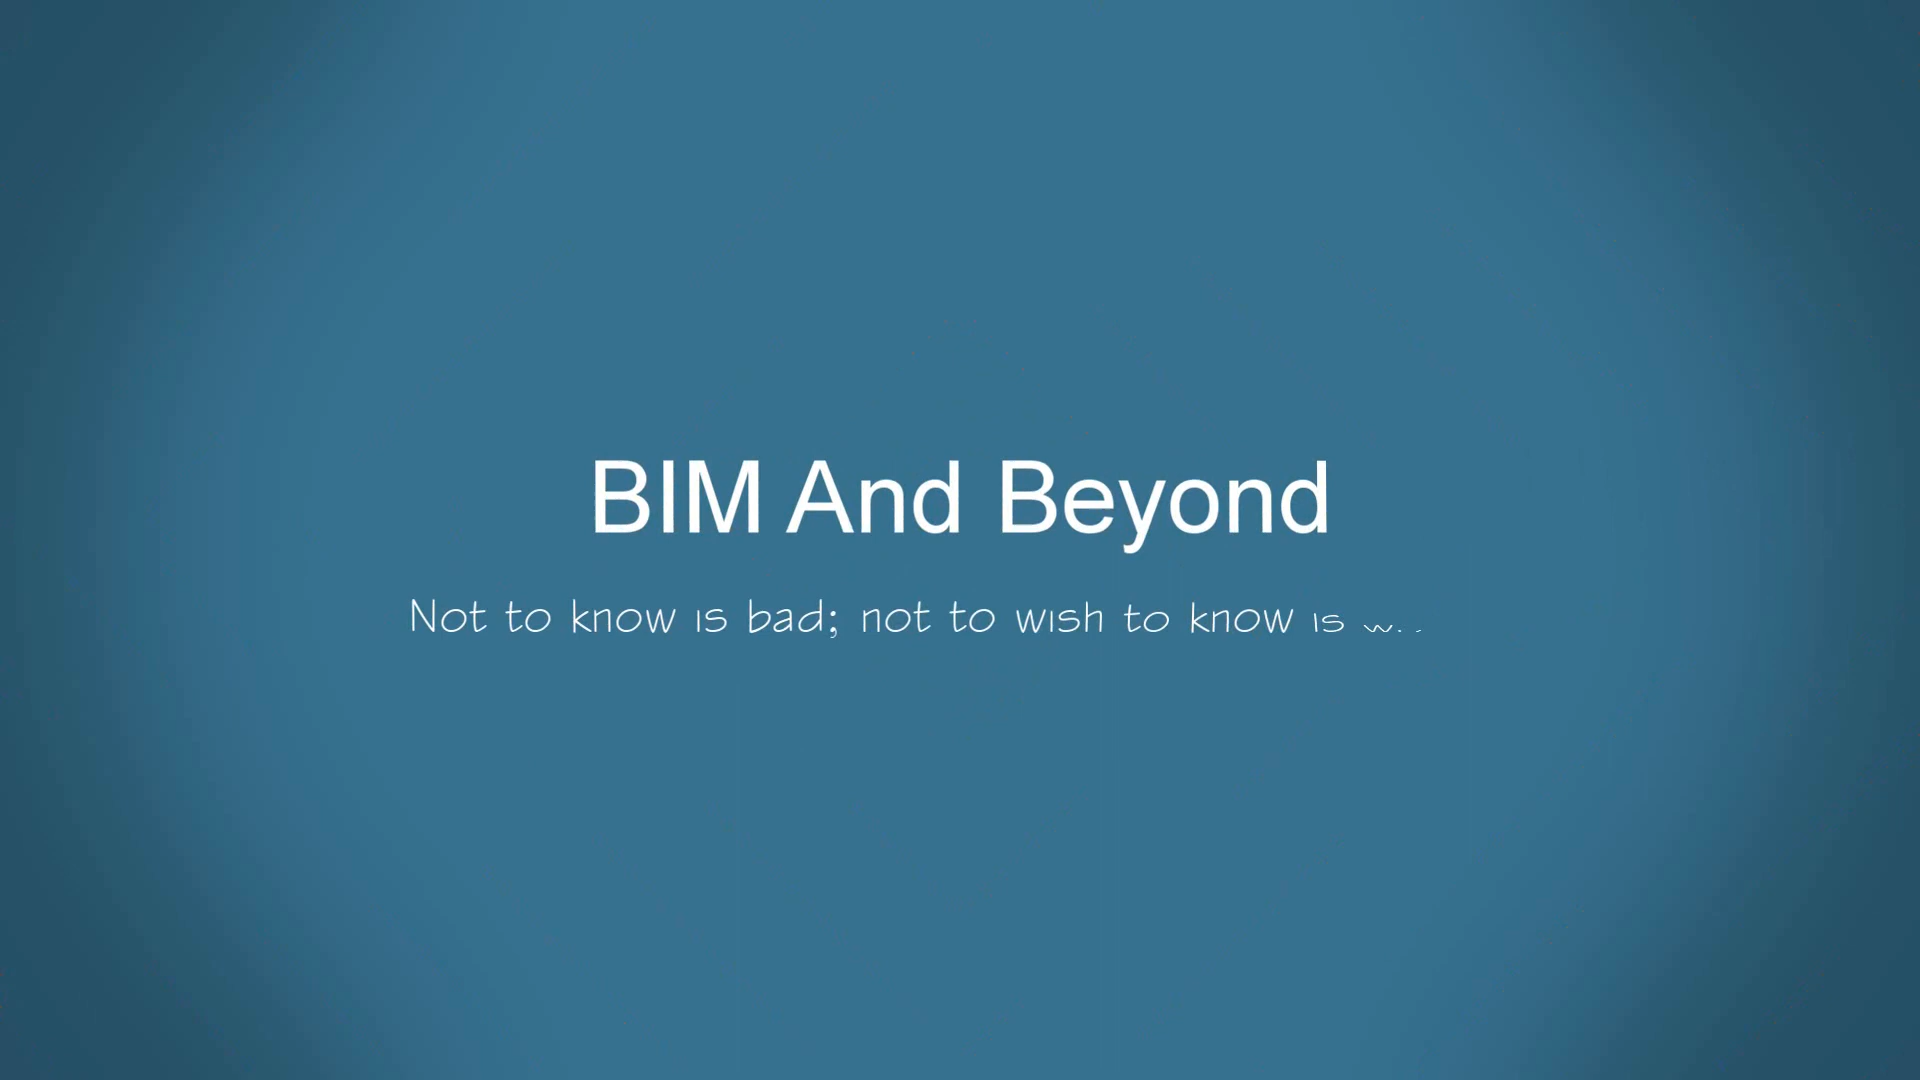 BIM And Beyond
Not to know is bad; not to wish to know is